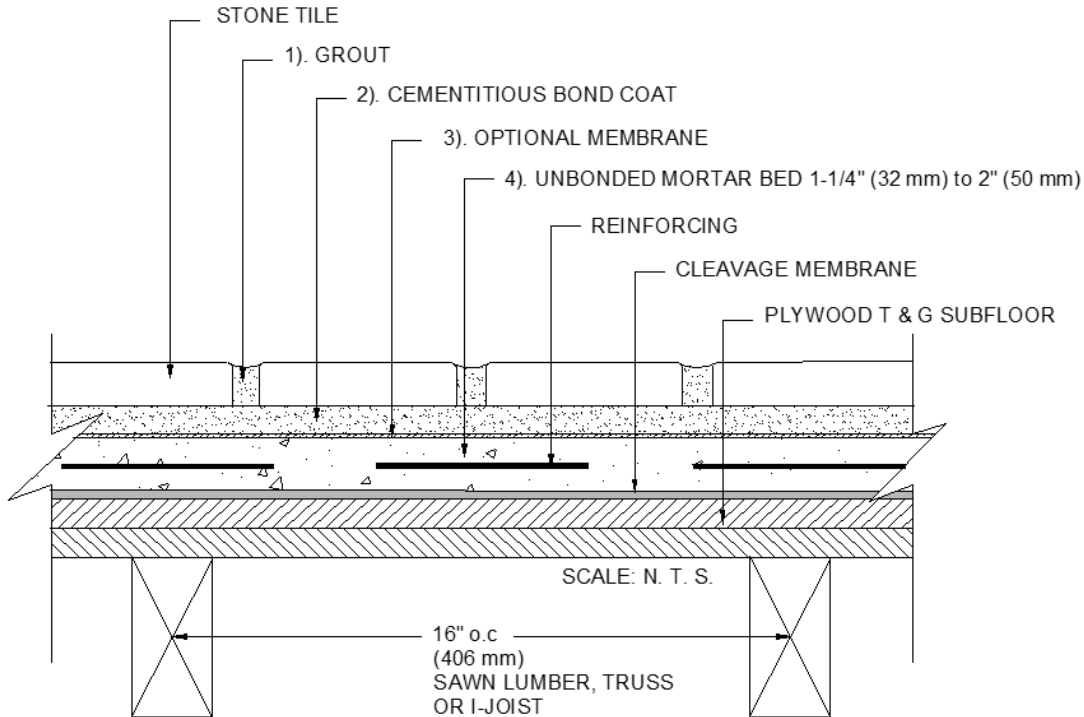 STONE TILE
1). GROUT
2). CEMENTITIOUS BOND COAT
3). OPTIONAL MEMBRANE
4). UNBONDED MORTAR BED 1-1/4" (32 mm) to 2" (50 mm)
REINFORCING
CLEAVAGE MEMBRANE
PLYWOOD T & G SUBFLOOR
SCALE: N. T. S.
16" o.c
(406 mm)
SAWN LUMBER, TRUSS
OR I-JOIST